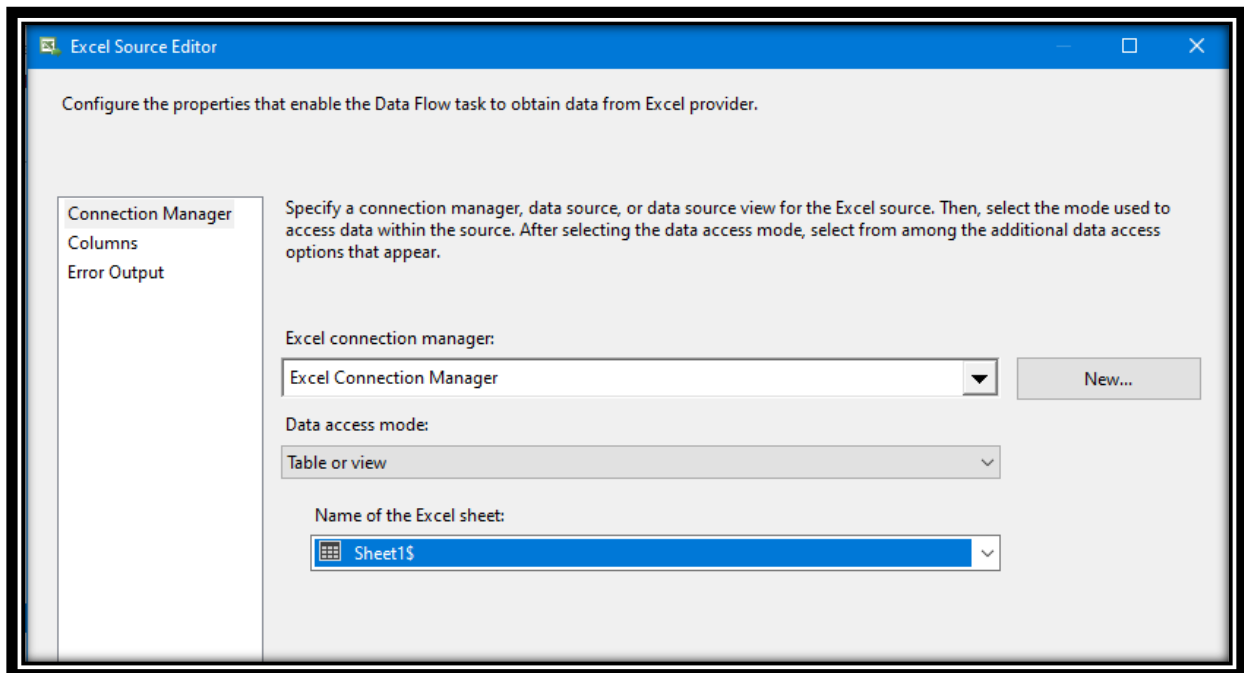 Excel Source Editor
Configure the properties that enable the Data Flow task to obtain data from Excel provider.
Connection Manager
Columns
Error Output
Specify a connection manager, data source, or data source view for the Excel source. Then, select the mode used to
access data within the source. After selecting the data access mode, select from among the additional data access
options that appear.
Excel connection manager:
Excel Connection Manager
New...
Data access mode:
Table or view
Name of the Excel sheet:
Sheet1$